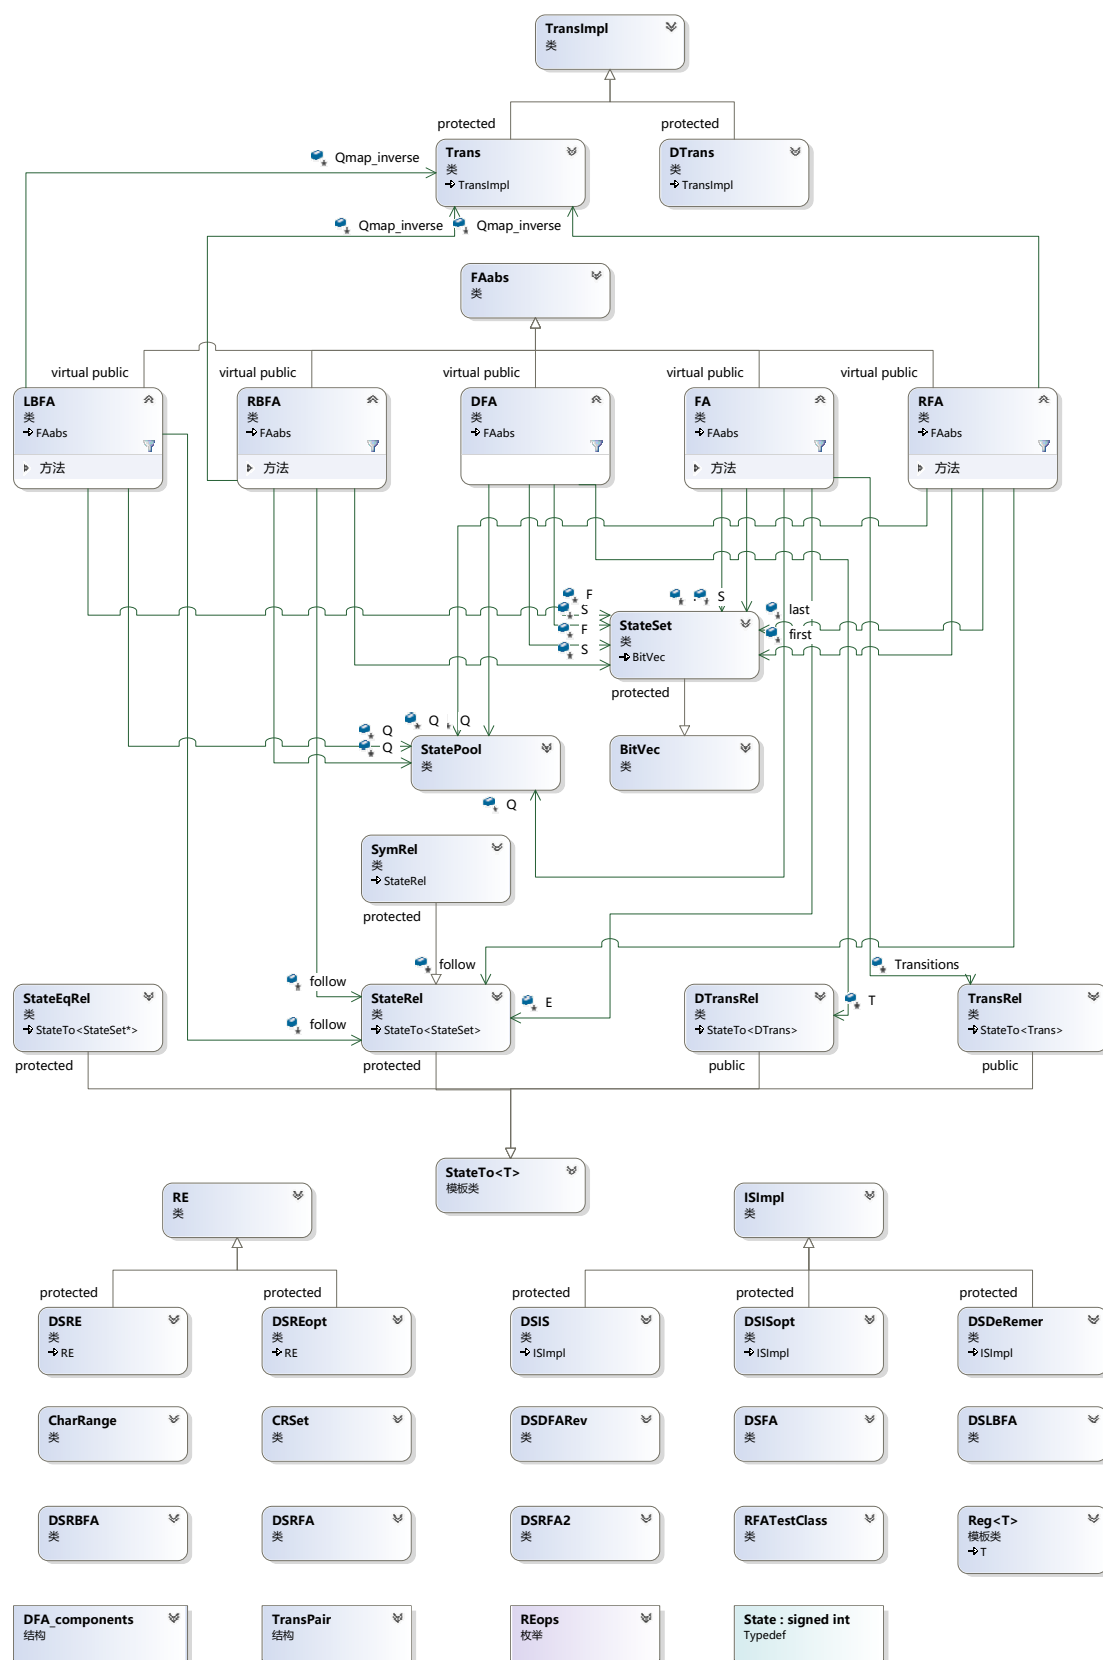 TransImpl
类
protected
protected
Trans
类
TransImpl
DTrans
类
TransImpl
Qmap_inverse
Qmap_inverse
Qmap_inverse
FAabs
类
virtual public
virtual public
virtual public
virtual public
virtual public
LBFA
类
FAabs
方法
RBFA
类
FAabs
方法
DFA
类
FAabs
FA
类
FAabs
方法
RFA
类
FAabs
方法
F
S
F
S
S
last
first
StateSet
类
BitVec
protected
Q
Q
Q
Q
StatePool
类
BitVec
类
Q
SymRel
类
StateRel
protected
follow
follow
follow
E
Transitions
T
StateEqRel
类
StateTo<StateSet*>
protected
StateRel
类
StateTo<StateSet>
protected
DTransRel
类
StateTo<DTrans>
public
TransRel
类
StateTo<Trans>
public
StateTo<T>
模板类
RE
类
ISImpl
类
protected
protected
protected
protected
protected
DSRE
类
RE
DSREopt
类
RE
DSIS
类
ISImpl
DSISopt
类
ISImpl
DSDeRemer
类
ISImpl
CharRange
类
CRSet
类
DSDFARev
类
DSFA
类
DSLBFA
类
DSRBFA
类
DSRFA
类
DSRFA2
类
RFATestClass
类
Reg<T>
模板类
T
DFA_components
结构
TransPair
结构
REops
枚举
State : signed int
Typedef